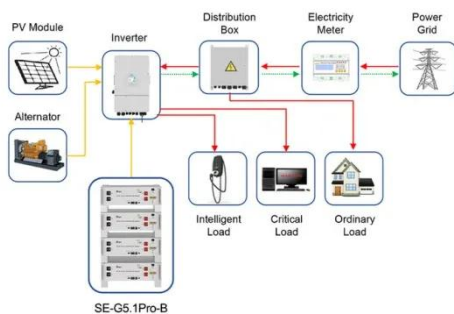 PV Module
Inverter
Distribution
Box
Electricity
Meter
Power
Grid
Alternator
Intelligent
Load
Critical
Load
Ordinary
Load
SE-G5.1Pro-B